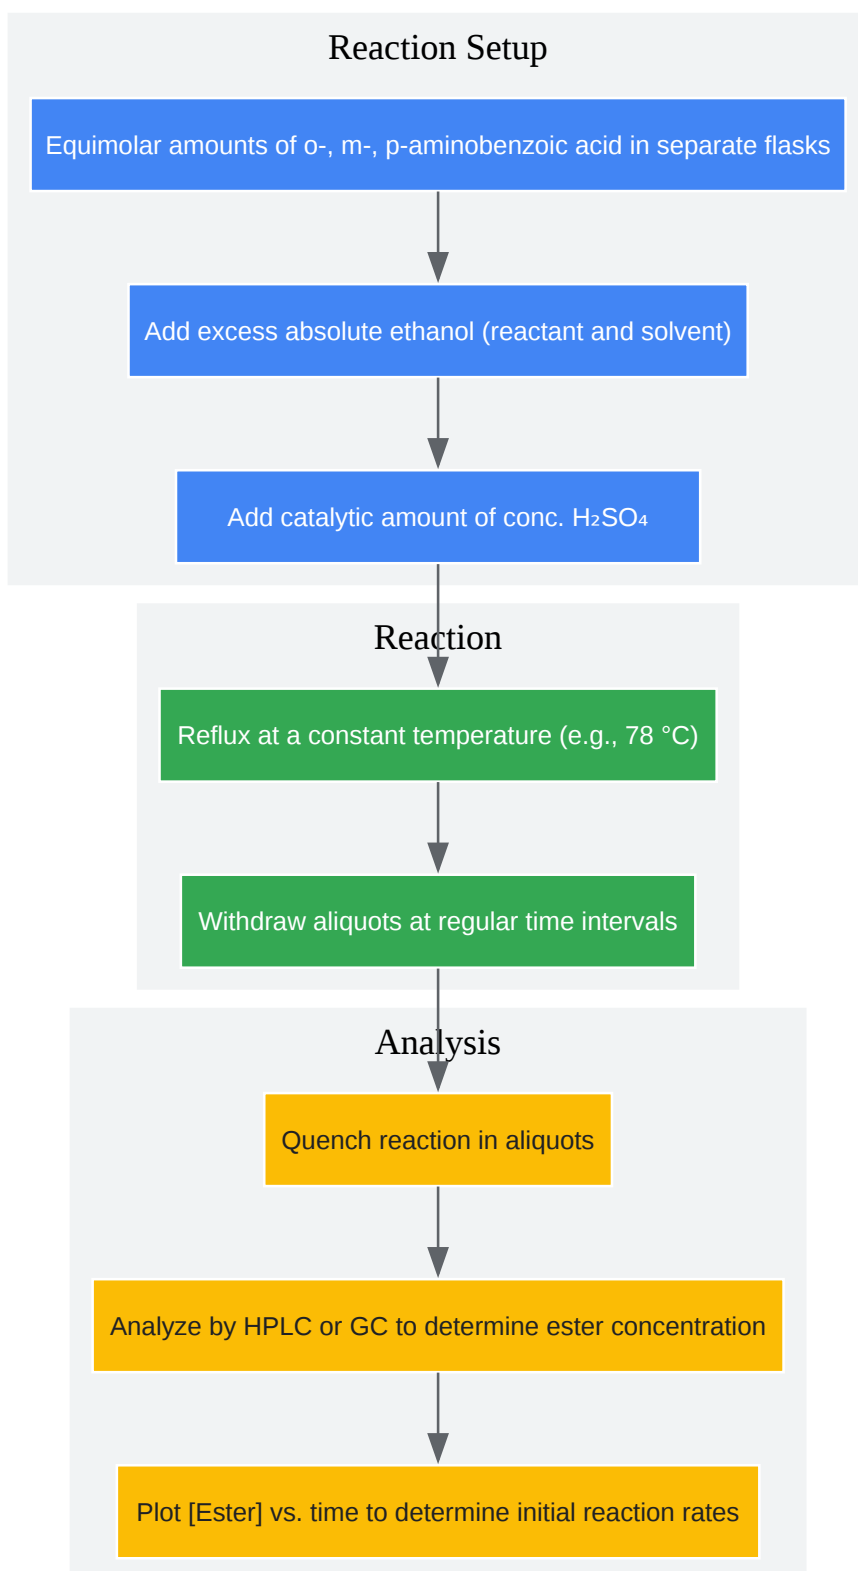 Reaction Setup
Equimolar amounts of o-, m-, p-aminobenzoic acid in separate flasks
Add excess absolute ethanol (reactant and solvent)
Add catalytic amount of conc. H₂SO₄
Reaction
Reflux at a constant temperature (e.g., 78 °C)
Withdraw aliquots at regular time intervals
Analysis
Quench reaction in aliquots
Analyze by HPLC or GC to determine ester concentration
Plot [Ester] vs. time to determine initial reaction rates